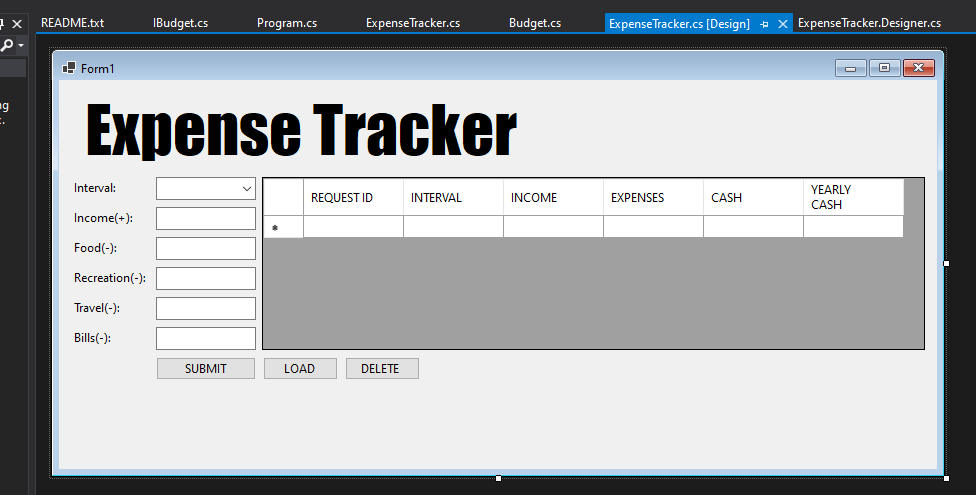 README.txt IBudget.cs Program.cs ExpenseTracker.cs Budget.cs ExpenseTracker.cs [Design] ExpenseTracker.Designer.cs
Form1
Expense Tracker
Interval:
Income(+):
Food(-):
Recreation(-):
Travel(-):
Bills(-):
REQUEST ID INTERVAL INCOME EXPENSES CASH YEARLY
CASH
SUBMIT LOAD DELETE